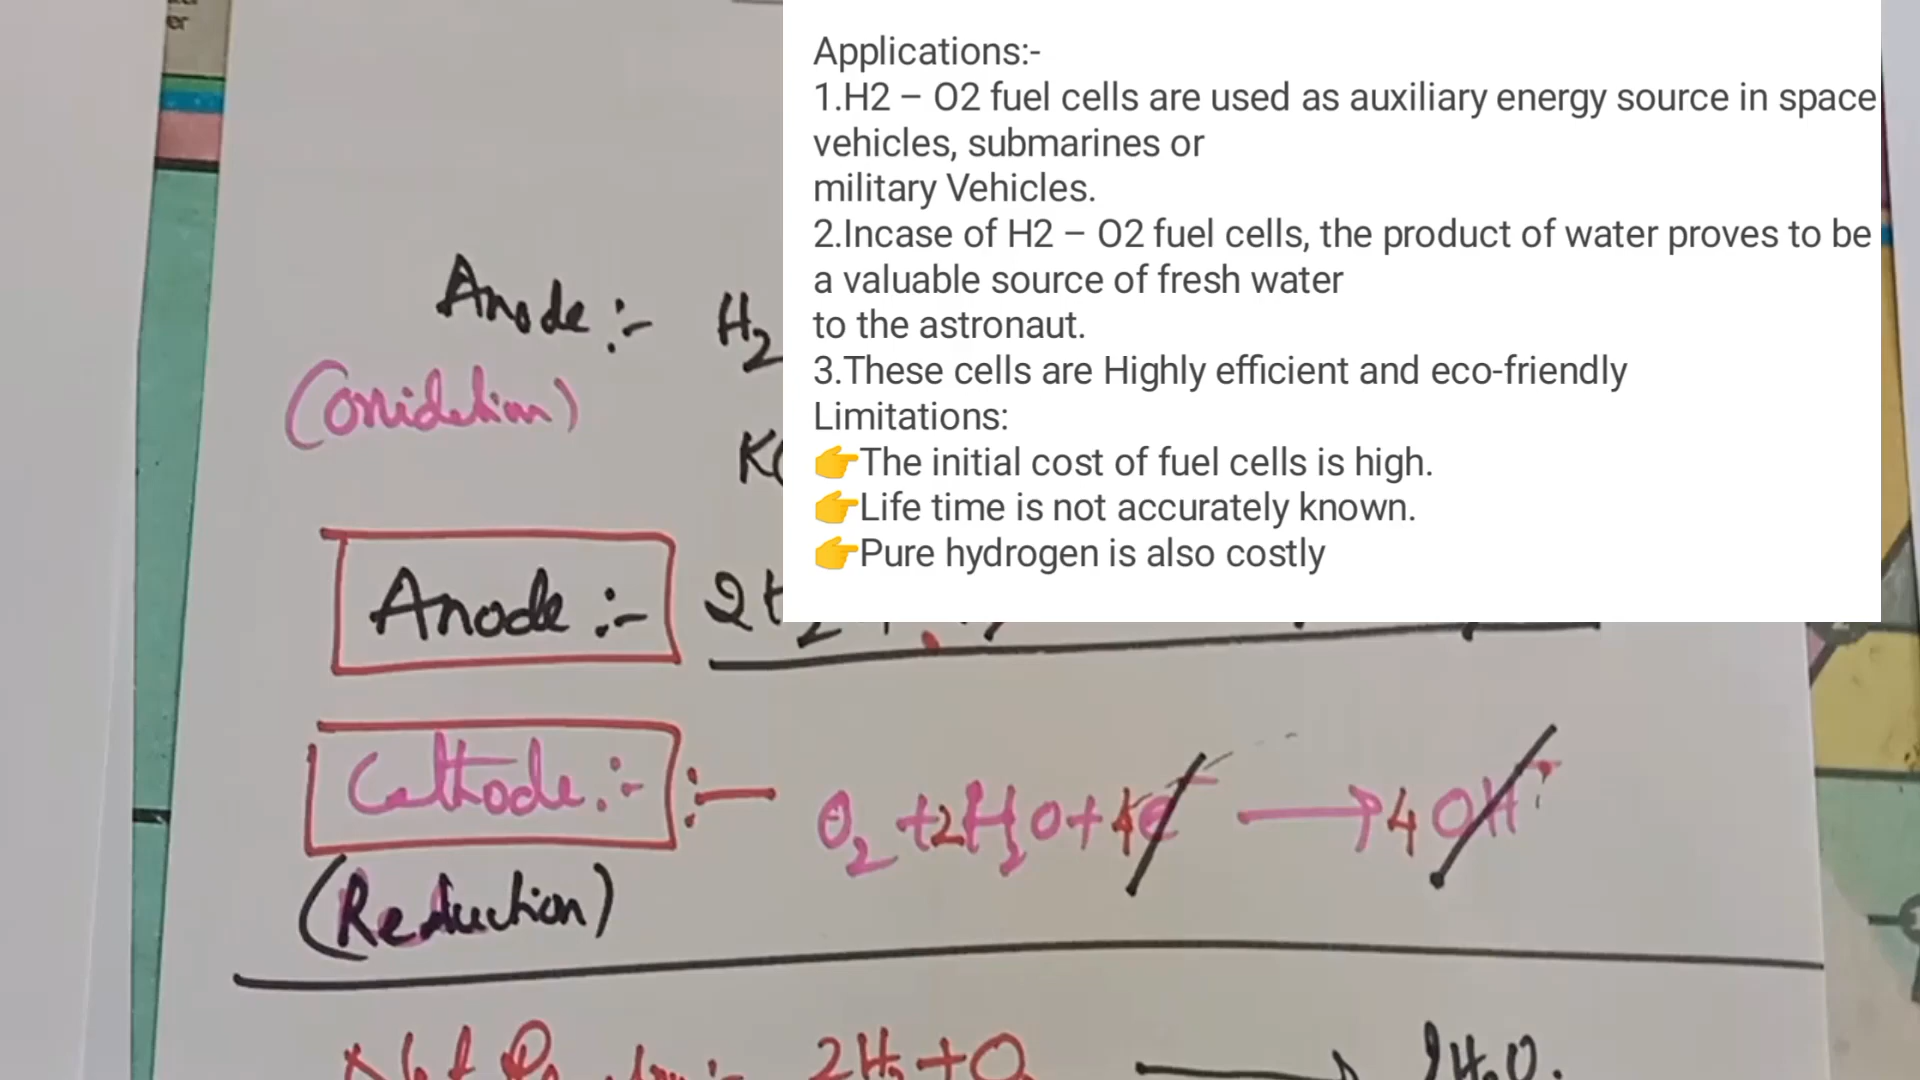 er
Applications:-
1.H2 – O2 fuel cells are used as auxiliary energy source in space
vehicles, submarines or
military Vehicles.
2.Incase of H2 – O2 fuel cells, the product of water proves to be
a valuable source of fresh water
to the astronaut.
3.These cells are Highly efficient and eco-friendly
Limitations:
👉The initial cost of fuel cells is high.
👉Life time is not accurately known.
👉Pure hydrogen is also costly
Anode :- H₂
(Oxidation)
Anode :- 2H₂
Cathode :- :— O₂ + 2H₂O + 4e⁻ ⟶ 4OH⁻
(Reduction)
Net 2H₂ + O ⟶ 2H₂O.